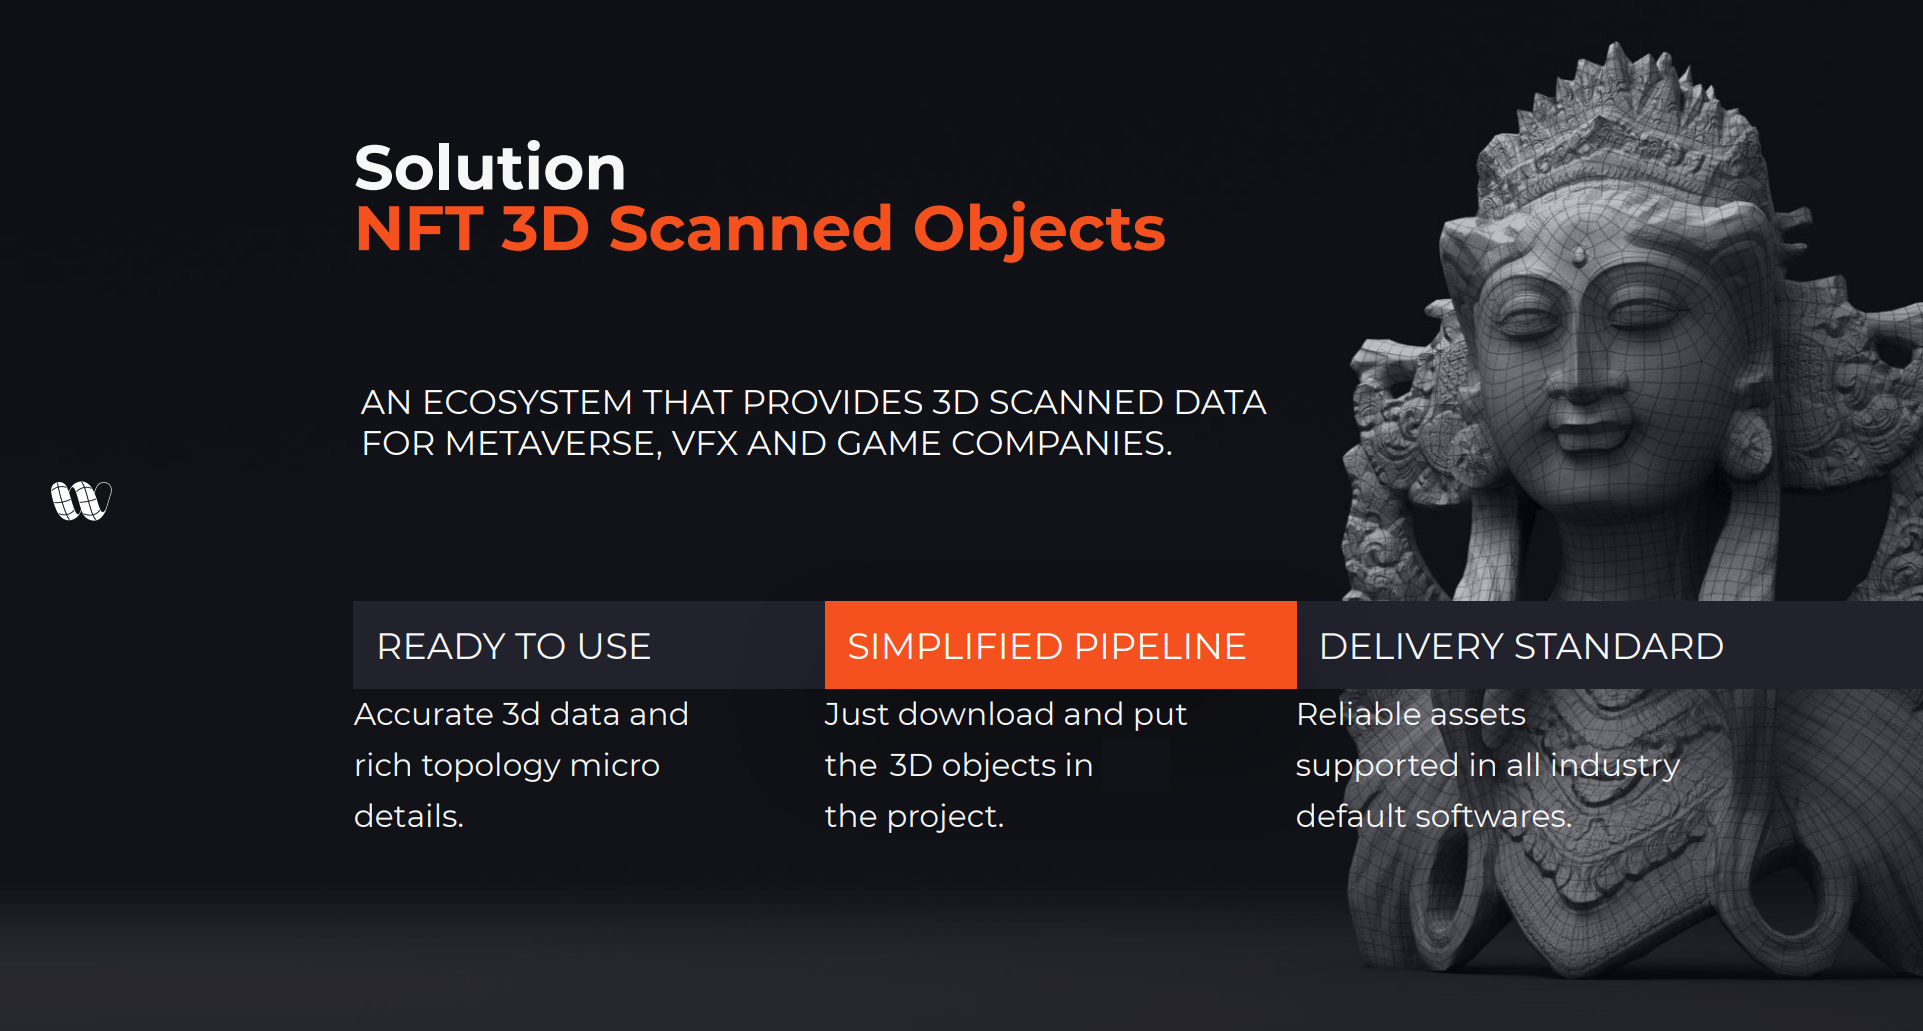 Solution
NFT 3D Scanned Objects
AN ECOSYSTEM THAT PROVIDES 3D SCANNED DATA
FOR METAVERSE, VFX AND GAME COMPANIES.
READY TO USE
Accurate 3d data and
rich topology micro
details.
SIMPLIFIED PIPELINE
Just download and put
the 3D objects in
the project.
DELIVERY STANDARD
Reliable assets
supported in all industry
default softwares.